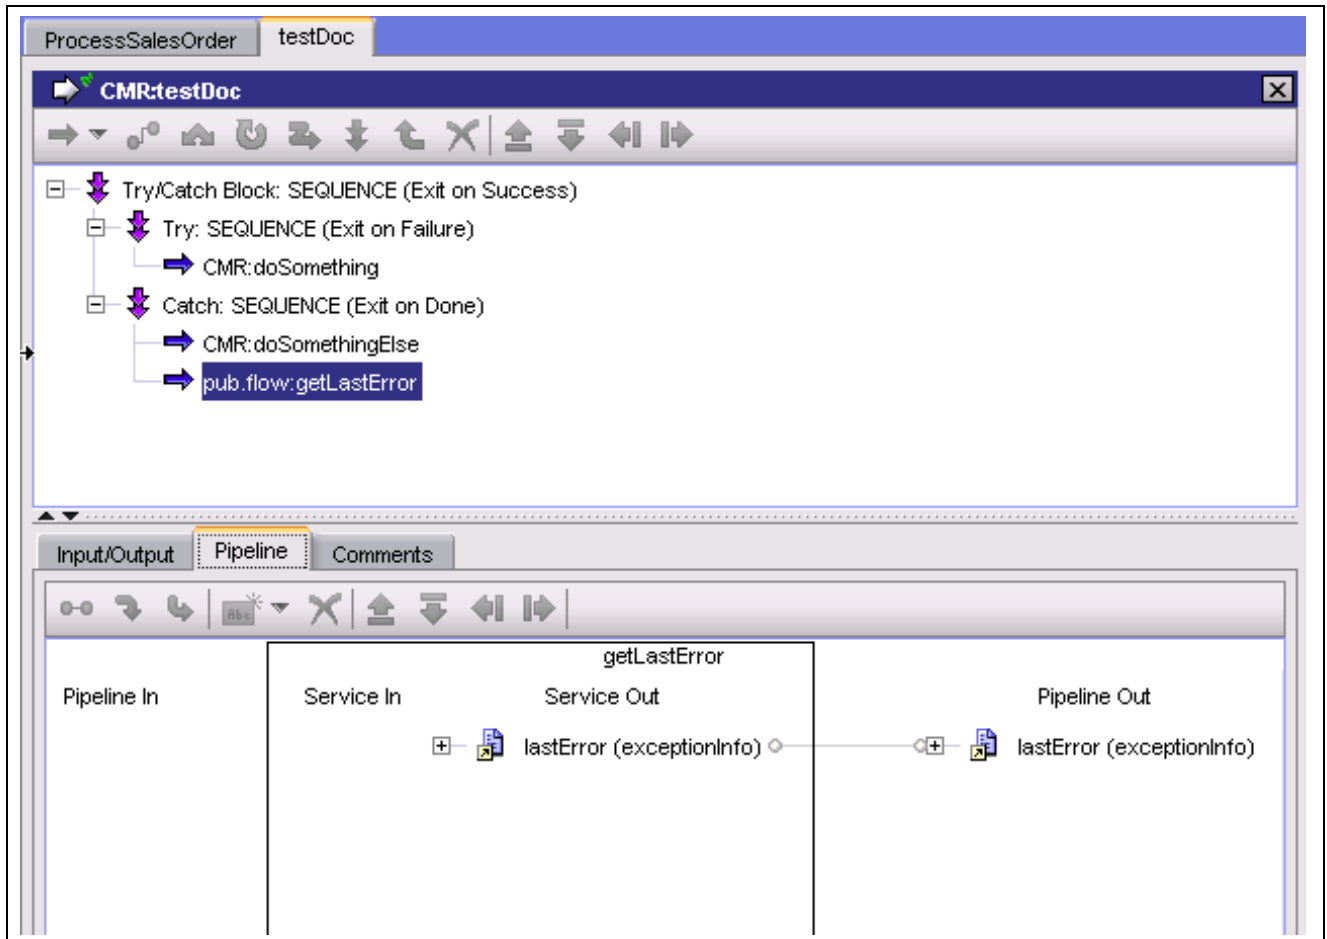 ProcessSalesOrder testDoc
CMR:testDoc
Try/Catch Block: SEQUENCE (Exit on Success)
Try: SEQUENCE (Exit on Failure)
CMR:doSomething
Catch: SEQUENCE (Exit on Done)
CMR:doSomethingElse
pub.flow:getLastError
Input/Output Pipeline Comments
Abc
getLastError
Pipeline In Service In Service Out Pipeline Out
lastError (exceptionInfo) lastError (exceptionInfo)